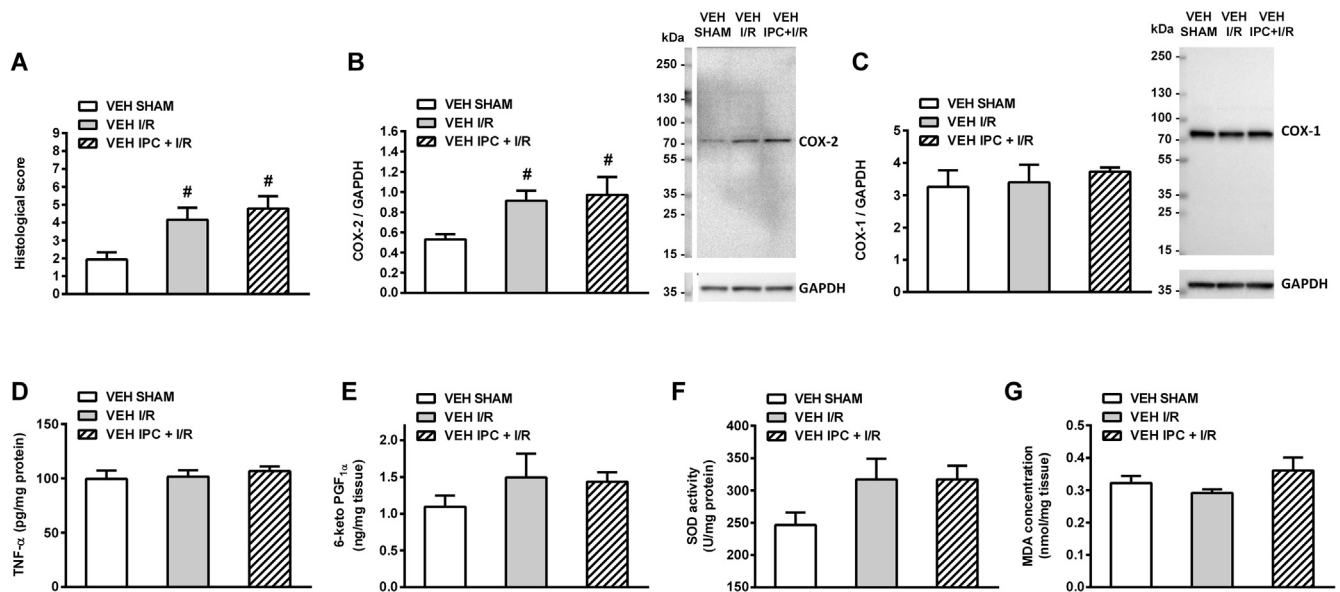 A
VEH SHAM
VEH I/R
VEH IPC + I/R
Histological score
9
8
7
6
5
4
3
2
1
0
#
#
B
VEH SHAM
VEH I/R
VEH IPC + I/R
COX-2 / GAPDH
1.6
1.4
1.2
1.0
0.8
0.6
0.4
0.2
0.0
#
#
VEH VEH VEH
SHAM I/R IPC+I/R
kDa
250
130
100
70
55
35
25
15
35
COX-2
GAPDH
C
VEH SHAM
VEH I/R
VEH IPC + I/R
COX-1 / GAPDH
5
4
3
2
1
0
VEH VEH VEH
SHAM I/R IPC+I/R
kDa
250
130
100
70
55
35
25
15
35
COX-1
GAPDH
D
VEH SHAM
VEH I/R
VEH IPC + I/R
TNF-α (pg/mg protein)
150
100
50
0
E
VEH SHAM
VEH I/R
VEH IPC + I/R
6-keto PGF1α
(ng/mg tissue)
2.0
1.5
1.0
0.5
0.0
F
VEH SHAM
VEH I/R
VEH IPC + I/R
SOD activity
(U/mg protein)
400
350
300
250
200
150
G
VEH SHAM
VEH I/R
VEH IPC + I/R
MDA concentration
(nmol/mg tissue)
0.5
0.4
0.3
0.2
0.1
0.0